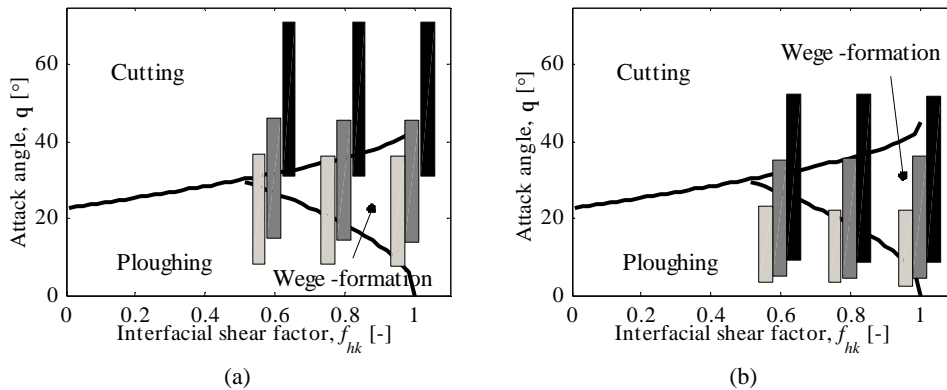 60
40
20
0
Attack angle, q [°]
Cutting
Ploughing
Wege -formation
0 0.2 0.4 0.6 0.8 1
Interfacial shear factor, fhk [-]
(a)
60
40
20
0
Attack angle, q [°]
Cutting
Ploughing
Wege -formation
0 0.2 0.4 0.6 0.8 1
Interfacial shear factor, fhk [-]
(b)